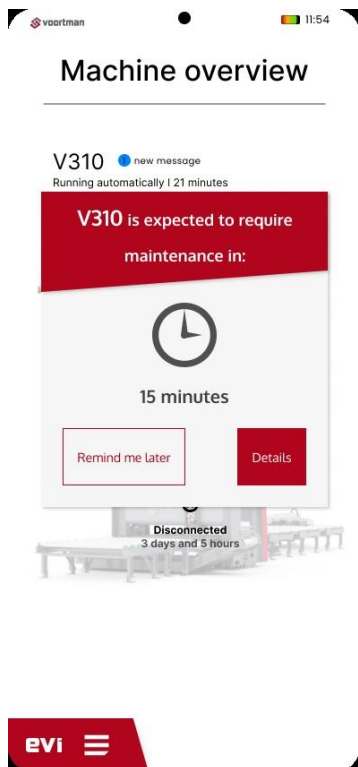 voortman
11:54
Machine overview
V310 new message
Running automatically I 21 minutes
V310 is expected to require
maintenance in:
15 minutes
Remind me later
Details
Disconnected
3 days and 5 hours
evi